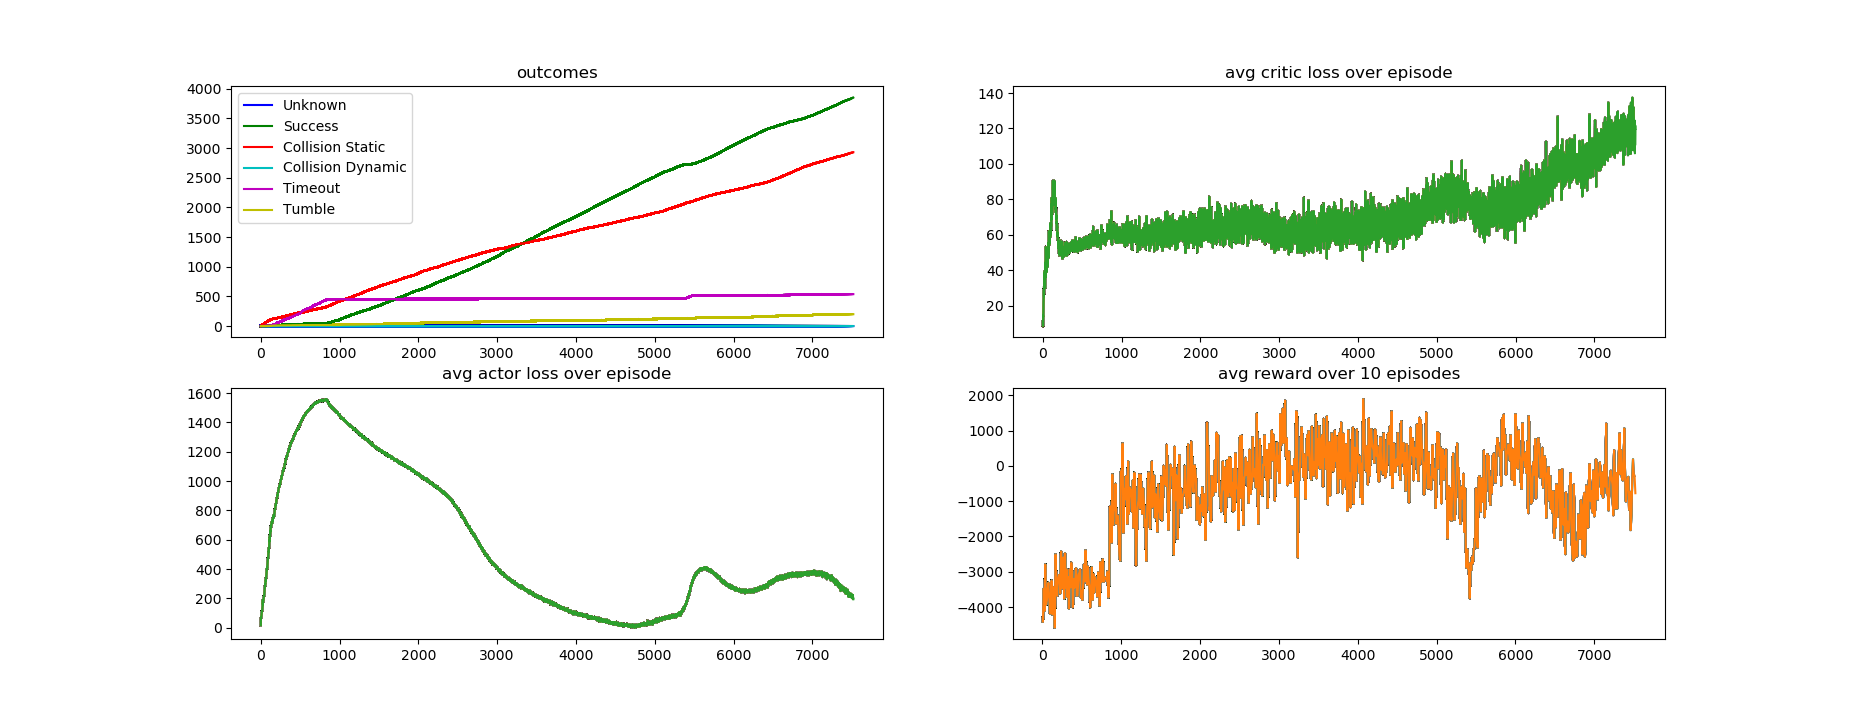 outcomes
4000
3500
3000
2500
2000
1500
1000
500
0
Unknown
Success
Collision Static
Collision Dynamic
Timeout
Tumble
0 1000 2000 3000 4000 5000 6000 7000
avg critic loss over episode
140
120
100
80
60
40
20
0 1000 2000 3000 4000 5000 6000 7000
avg actor loss over episode
1600
1400
1200
1000
800
600
400
200
0
0 1000 2000 3000 4000 5000 6000 7000
avg reward over 10 episodes
2000
1000
0
−1000
−2000
−3000
−4000
0 1000 2000 3000 4000 5000 6000 7000